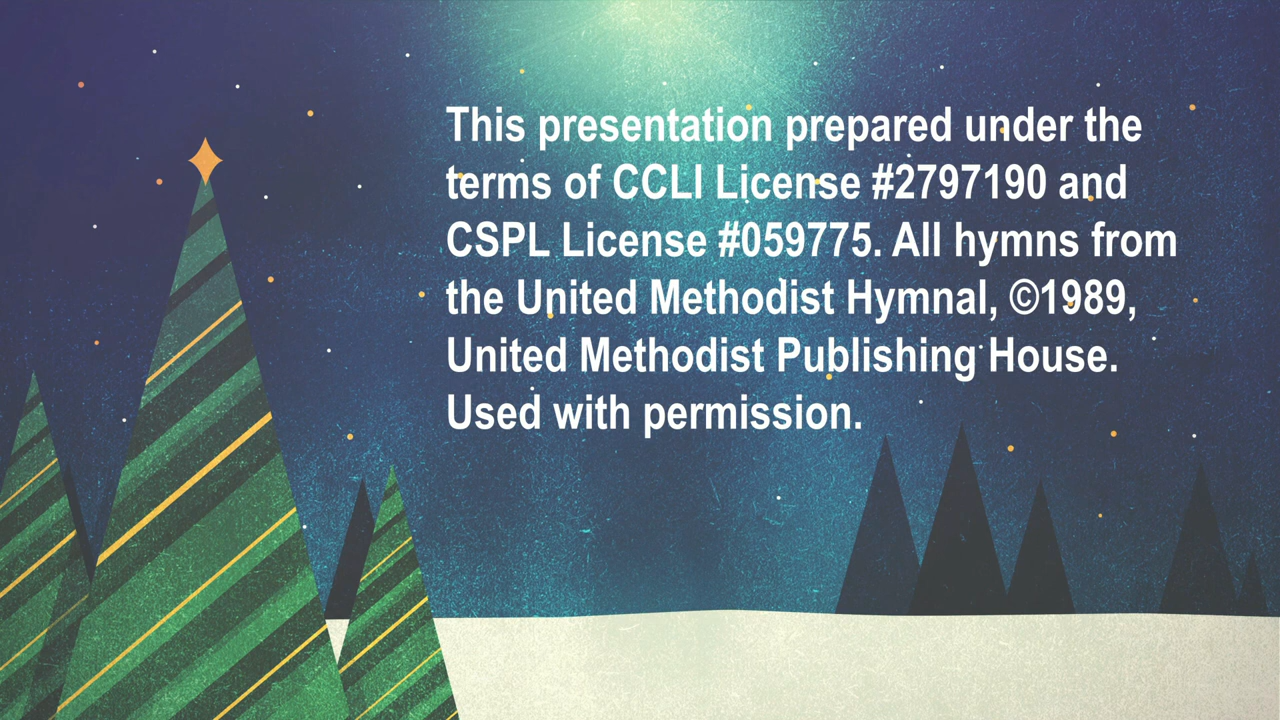 This presentation prepared under the
terms of CCLI License #2797190 and
CSPL License #059775. All hymns from
the United Methodist Hymnal, ©1989,
United Methodist Publishing House.
Used with permission.